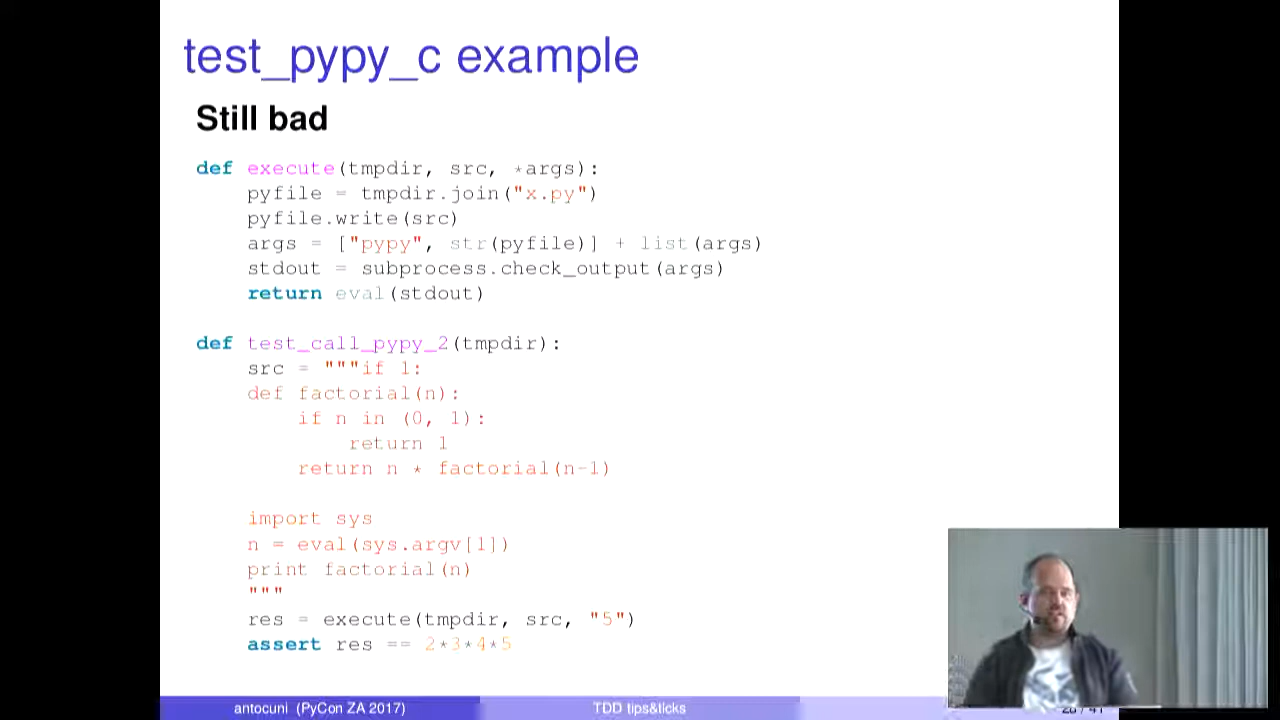 test_pypy_c example
Still bad
def execute(tmpdir, src, *args):
    pyfile = tmpdir.join("x.py")
    pyfile.write(src)
    args = ["pypy", str(pyfile)] + list(args)
    stdout = subprocess.check_output(args)
    return eval(stdout)
def test_call_pypy_2(tmpdir):
    src = """if 1:
    def factorial(n):
        if n in (0, 1):
            return 1
        return n * factorial(n-1)
    import sys
    n = eval(sys.argv[1])
    print factorial(n)
    """
    res = execute(tmpdir, src, "5")
    assert res == 2*3*4*5
antocuni (PyCon ZA 2017) TDD tips&ticks